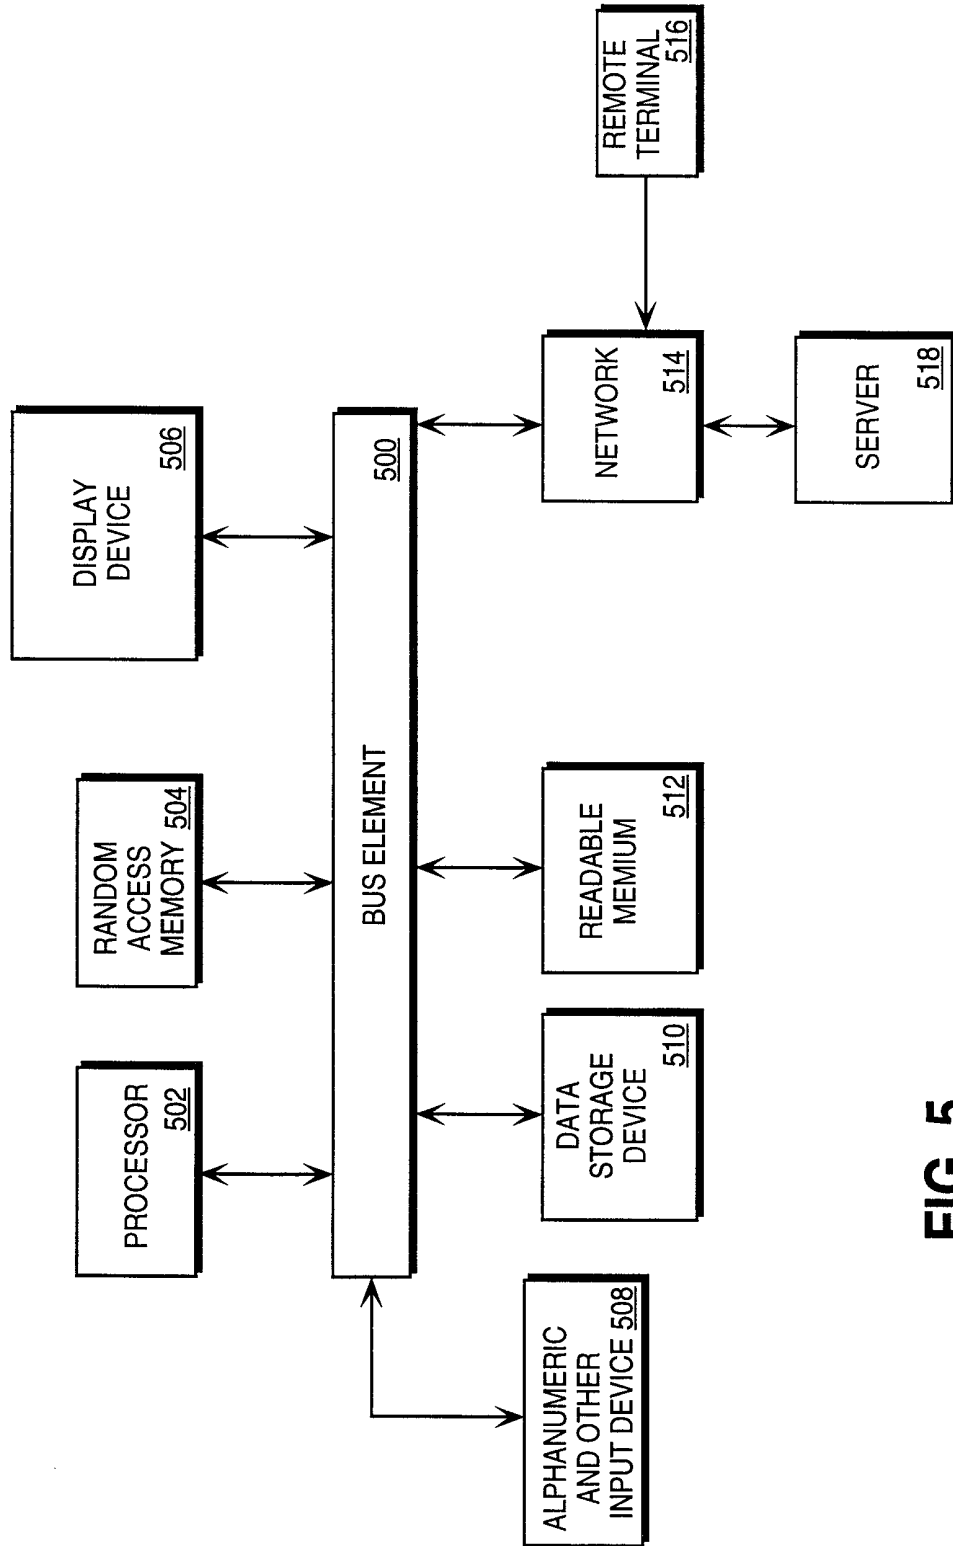 PROCESSOR
502
RANDOM
ACCESS
MEMORY 504
DISPLAY
DEVICE
506
BUS ELEMENT
500
ALPHANUMERIC
AND OTHER
INPUT DEVICE 508
DATA
STORAGE
DEVICE
510
READABLE
MEMIUM
512
NETWORK
514
REMOTE
TERMINAL
516
SERVER
518
FIG. 5